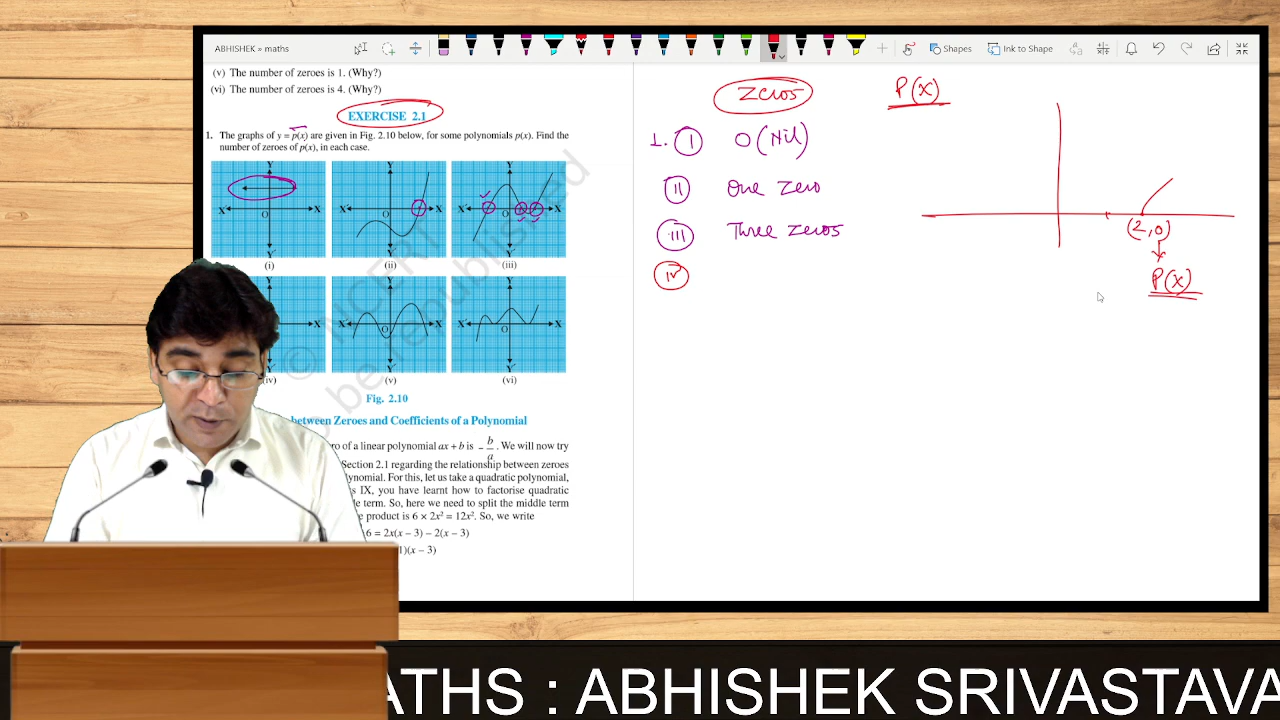 ABHISHEK » maths
Shapes
Ink to Shape
(v) The number of zeroes is 1. (Why?)
(vi) The number of zeroes is 4. (Why?)
EXERCISE 2.1
1. The graphs of y = p(x) are given in Fig. 2.10 below, for some polynomials p(x). Find the
number of zeroes of p(x), in each case.
Y
X′ O X
Y′
(i)
Y
X′ O X
Y′
(ii)
Y
X′ O X
Y′
(iii)
X
(iv)
Y
X′ O X
Y′
(v)
Y
X′ O X
Y′
(vi)
Fig. 2.10
between Zeroes and Coefficients of a Polynomial
ro of a linear polynomial ax + b is – b/a. We will now try
Section 2.1 regarding the relationship between zeroes
lynomial. For this, let us take a quadratic polynomial,
s IX, you have learnt how to factorise quadratic
le term. So, here we need to split the middle term
e product is 6 × 2x² = 12x². So, we write
6 = 2x(x – 3) – 2(x – 3)
1)(x – 3)
© NCERT
be republished
Zeros
P(x)
1. (i) 0 (Nil)
(ii) One Zero
(iii) Three Zeros
(iv)
(2,0)
P(x)
ATHS : ABHISHEK SRIVASTAVA